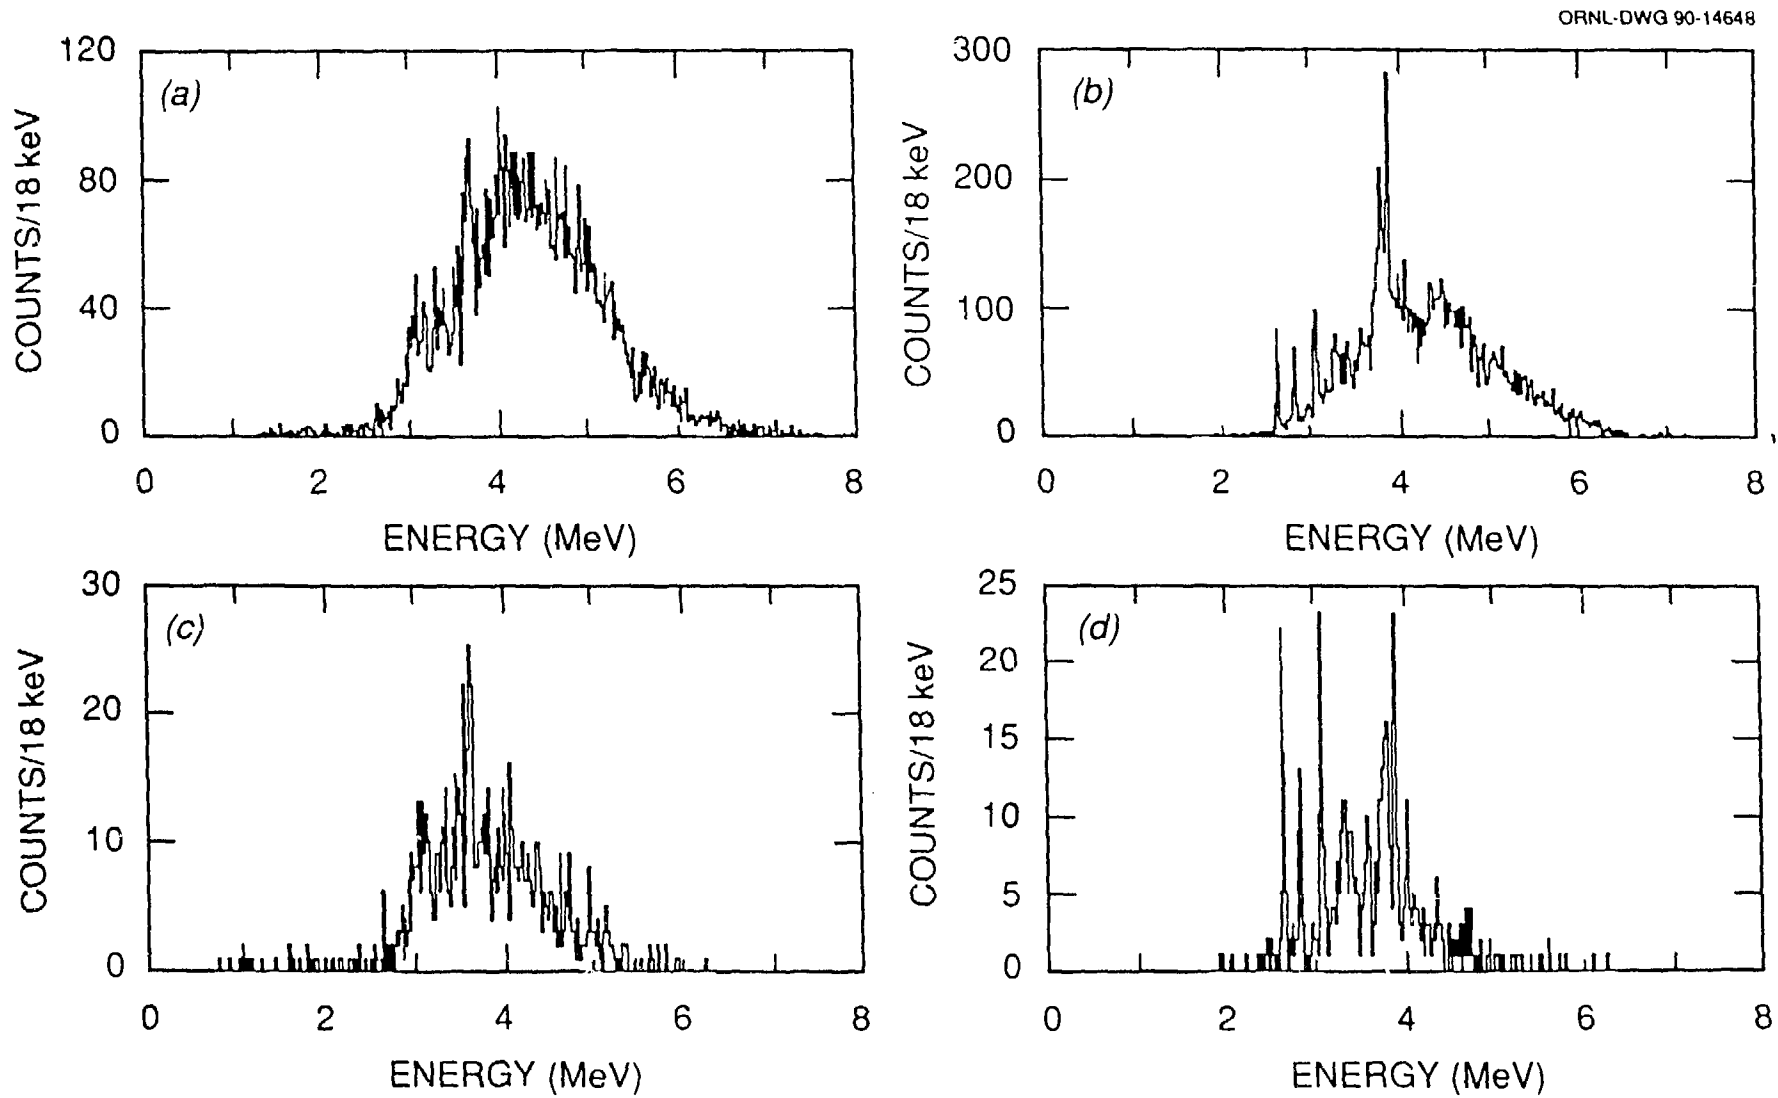 ORNL-DWG 90-14648
120
80
40
0
(a)
COUNTS/18 keV
0 2 4 6 8
ENERGY (MeV)
300
200
100
0
(b)
COUNTS/18 keV
0 2 4 6 8
ENERGY (MeV)
30
20
10
0
(c)
COUNTS/18 keV
0 2 4 6 8
ENERGY (MeV)
25
20
15
10
5
0
(d)
COUNTS/18 keV
0 2 4 6 8
ENERGY (MeV)